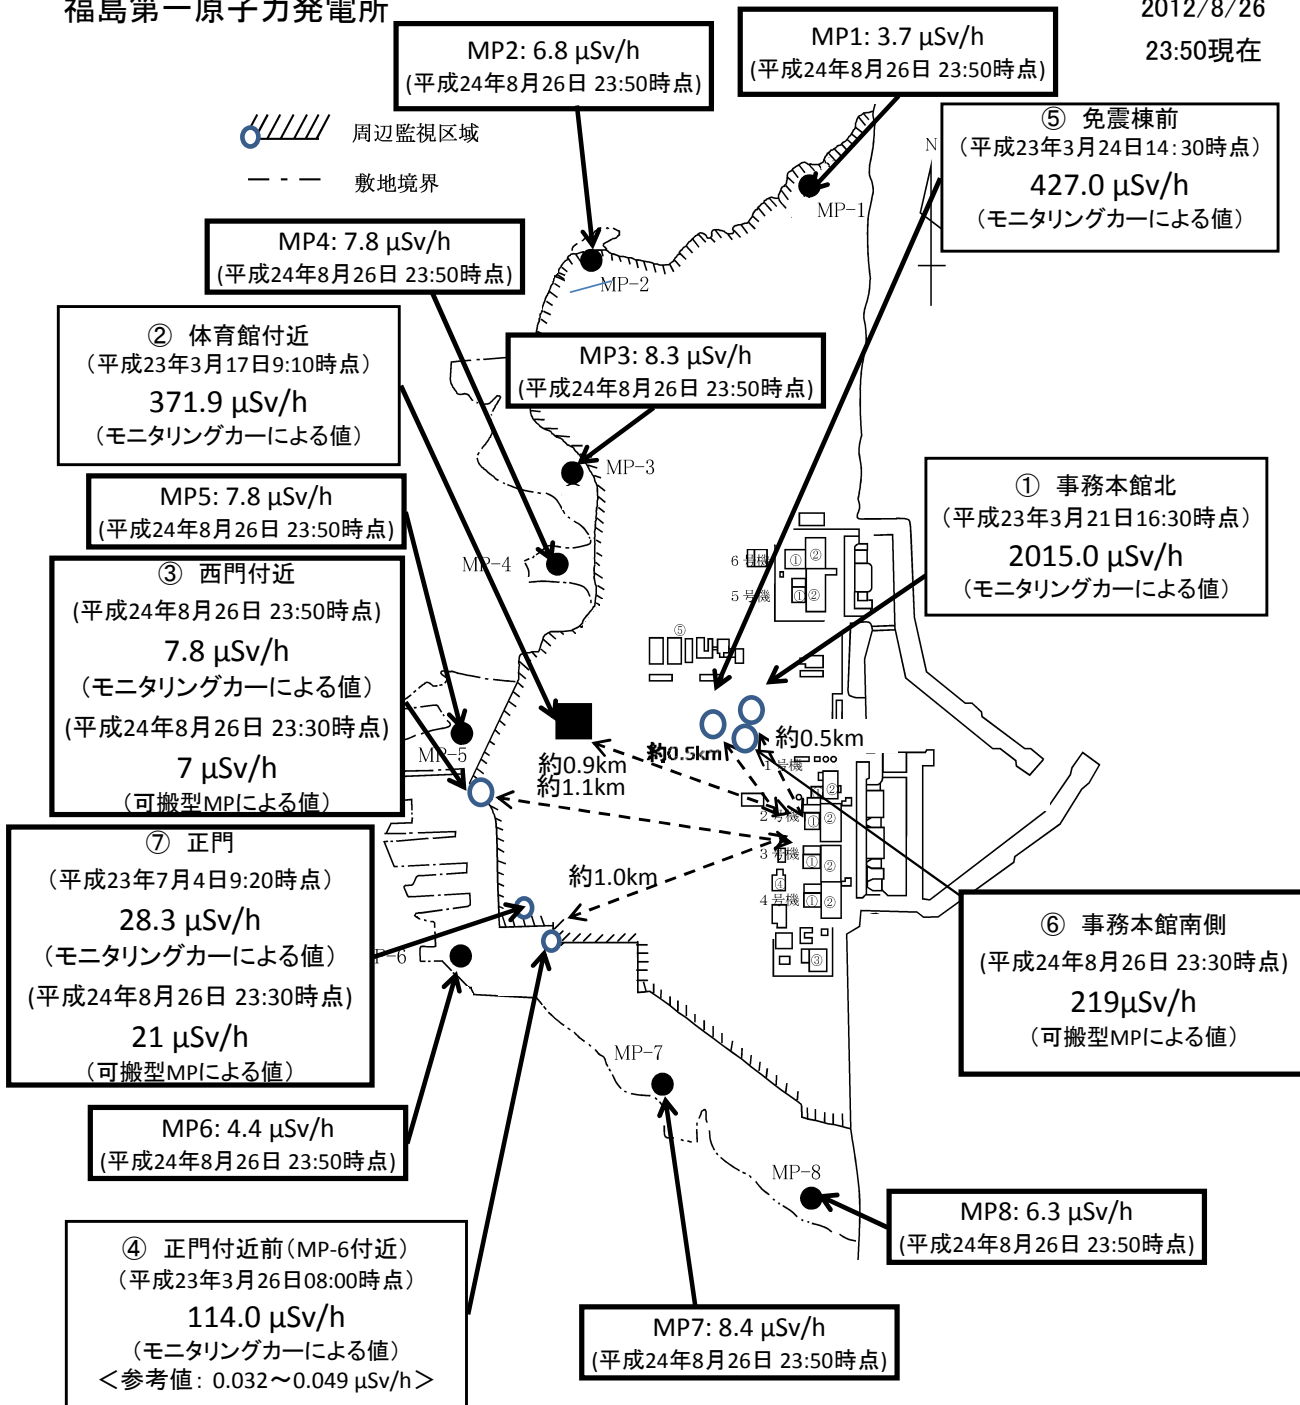 福島第一原子力発電所
2012/8/26
23:50現在
MP2: 6.8 μSv/h
(平成24年8月26日 23:50時点)
MP1: 3.7 μSv/h
(平成24年8月26日 23:50時点)
周辺監視区域
敷地境界
⑤ 免震棟前
(平成23年3月24日14:30時点)
427.0 μSv/h
(モニタリングカーによる値)
N
MP-1
MP4: 7.8 μSv/h
(平成24年8月26日 23:50時点)
MP-2
② 体育館付近
(平成23年3月17日9:10時点)
371.9 μSv/h
(モニタリングカーによる値)
MP3: 8.3 μSv/h
(平成24年8月26日 23:50時点)
MP-3
MP5: 7.8 μSv/h
(平成24年8月26日 23:50時点)
① 事務本館北
(平成23年3月21日16:30時点)
2015.0 μSv/h
(モニタリングカーによる値)
MP-4
6号機
① ②
5号機
① ②
③ 西門付近
(平成24年8月26日 23:50時点)
7.8 μSv/h
(モニタリングカーによる値)
(平成24年8月26日 23:30時点)
7 μSv/h
(可搬型MPによる値)
⑤
MP-5
約0.9km
約1.1km
約0.5km
約0.5km
1号機
②
2号機
① ②
3号機
① ②
④
4号機
① ②
③
約1.0km
⑦ 正門
(平成23年7月4日9:20時点)
28.3 μSv/h
(モニタリングカーによる値)
(平成24年8月26日 23:30時点)
21 μSv/h
(可搬型MPによる値)
P-6
⑥ 事務本館南側
(平成24年8月26日 23:30時点)
219μSv/h
(可搬型MPによる値)
MP-7
MP6: 4.4 μSv/h
(平成24年8月26日 23:50時点)
MP-8
MP8: 6.3 μSv/h
(平成24年8月26日 23:50時点)
④ 正門付近前(MP-6付近)
(平成23年3月26日08:00時点)
114.0 μSv/h
(モニタリングカーによる値)
＜参考値: 0.032～0.049 μSv/h＞
MP7: 8.4 μSv/h
(平成24年8月26日 23:50時点)